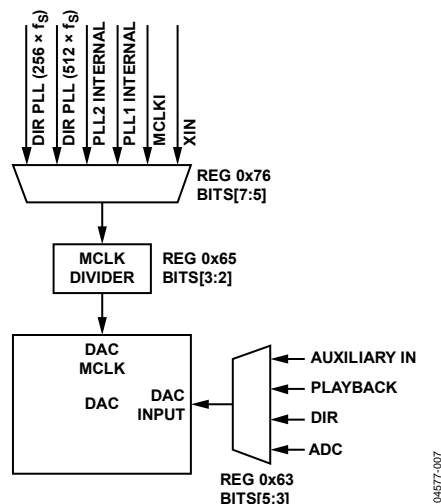 DIR PLL (256 × fS)
DIR PLL (512 × fS)
PLL2 INTERNAL
PLL1 INTERNAL
MCLKI
XIN
REG 0x76
BITS[7:5]
MCLK
DIVIDER
REG 0x65
BITS[3:2]
DAC
MCLK
DAC
DAC
INPUT
AUXILIARY IN
PLAYBACK
DIR
ADC
REG 0x63
BITS[5:3]
04577-007